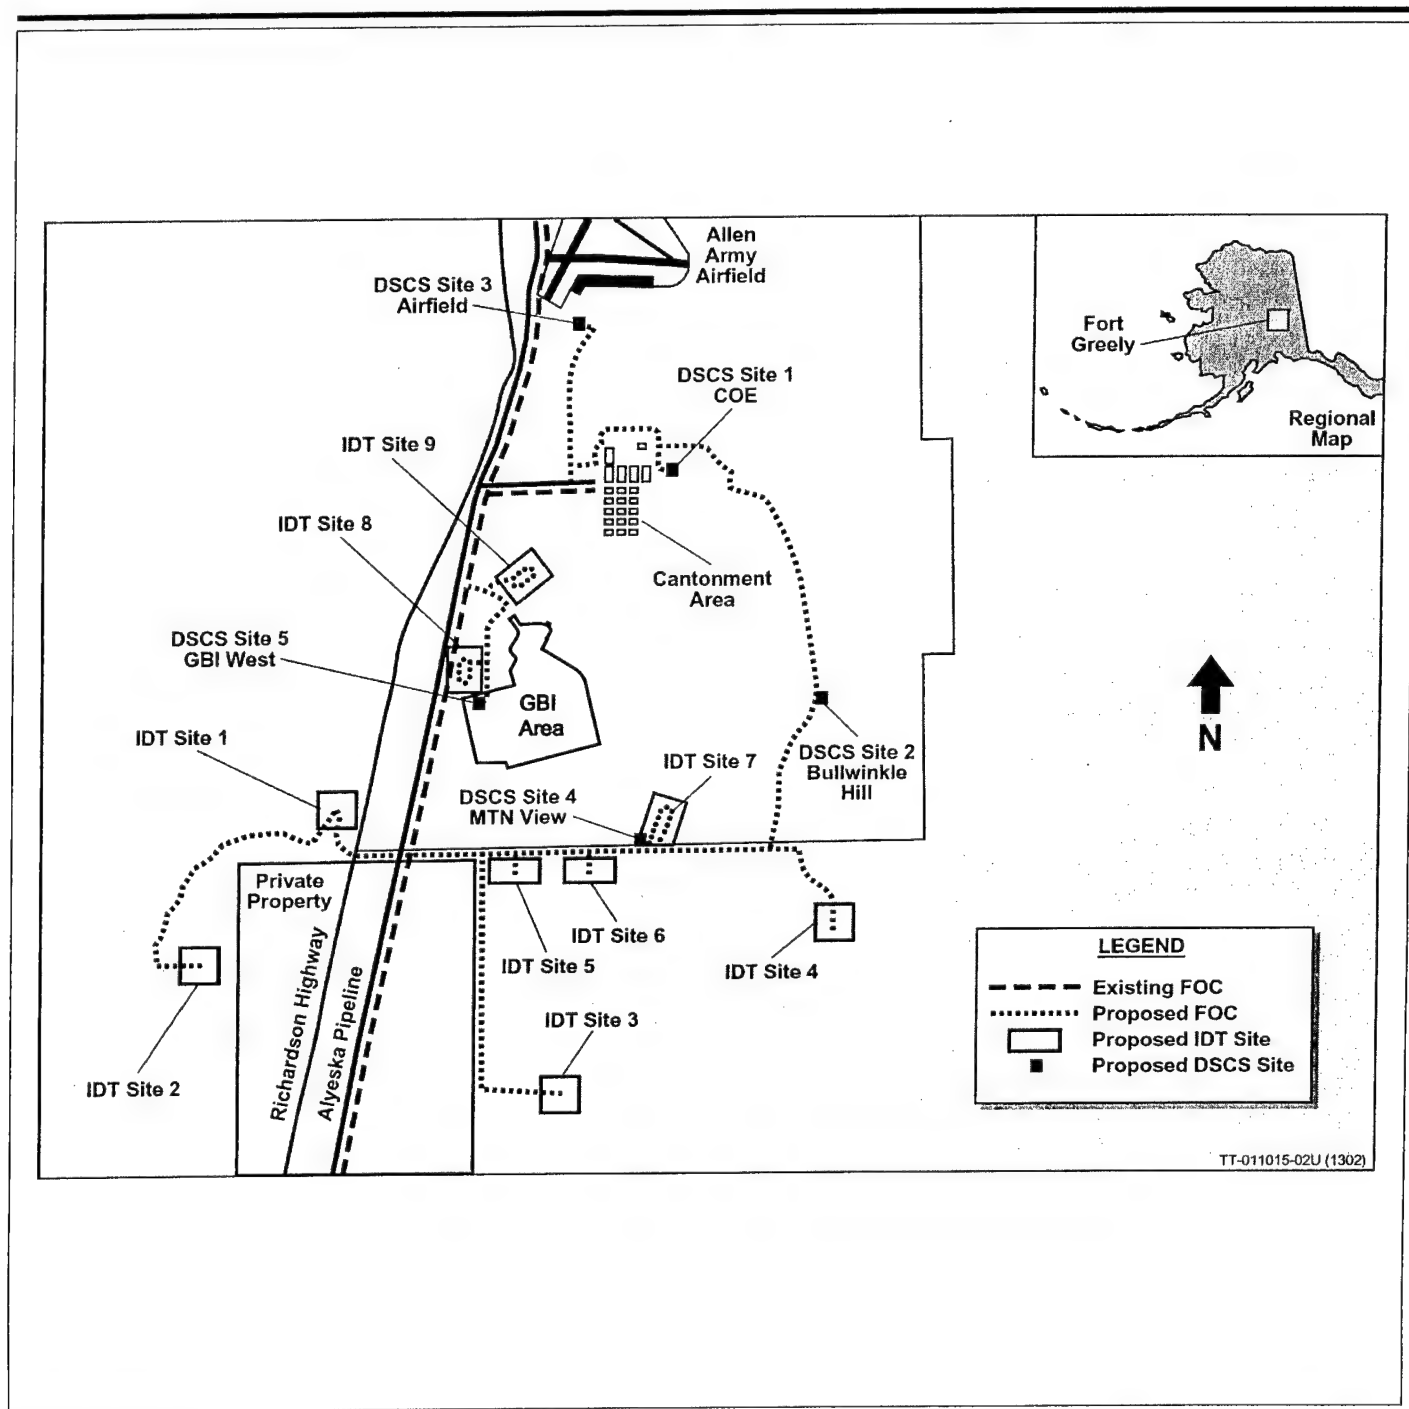 Allen
Army
Airfield
DSCS Site 3
Airfield
DSCS Site 1
COE
IDT Site 9
IDT Site 8
Cantonment
Area
DSCS Site 5
GBI West
GBI
Area
IDT Site 1
IDT Site 7
DSCS Site 2
Bullwinkle
Hill
DSCS Site 4
MTN View
Private
Property
IDT Site 6
IDT Site 5
IDT Site 4
IDT Site 3
IDT Site 2
Richardson Highway
Alyeska Pipeline
Fort
Greely
Regional
Map
N
LEGEND
Existing FOC
Proposed FOC
Proposed IDT Site
Proposed DSCS Site
TT-011015-02U (1302)